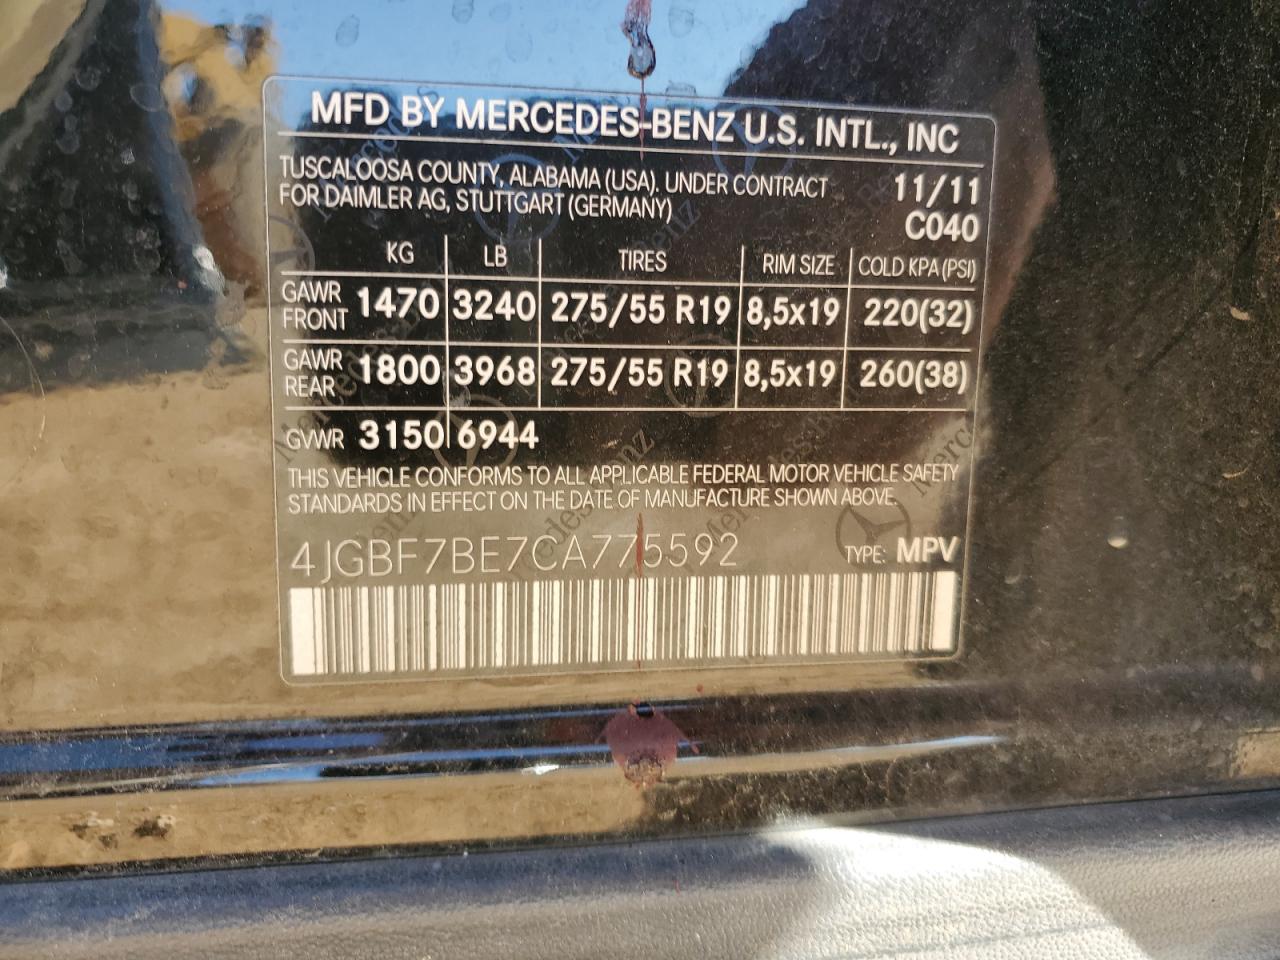 MFD BY MERCEDES-BENZ U.S. INTL., INC
TUSCALOOSA COUNTY, ALABAMA (USA). UNDER CONTRACT 11/11
FOR DAIMLER AG, STUTTGART (GERMANY) C040
KG LB TIRES RIM SIZE COLD KPA (PSI)
GAWR FRONT 1470 3240 275/55 R19 8,5x19 220(32)
GAWR REAR 1800 3968 275/55 R19 8,5x19 260(38)
GVWR 3150 6944
THIS VEHICLE CONFORMS TO ALL APPLICABLE FEDERAL MOTOR VEHICLE SAFETY
STANDARDS IN EFFECT ON THE DATE OF MANUFACTURE SHOWN ABOVE.
4JGBF7BE7CA775592 TYPE: MPV